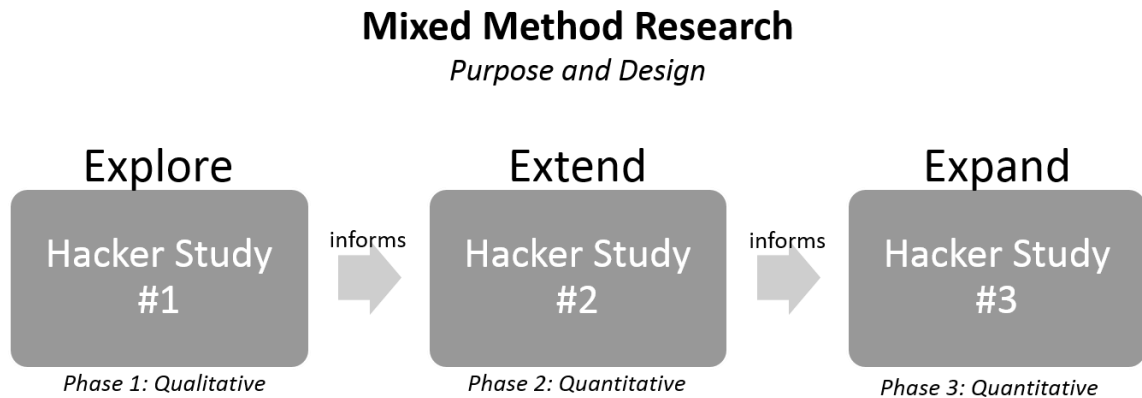 Mixed Method Research
Purpose and Design
Explore
Hacker Study
#1
Phase 1: Qualitative
informs
Extend
Hacker Study
#2
Phase 2: Quantitative
informs
Expand
Hacker Study
#3
Phase 3: Quantitative